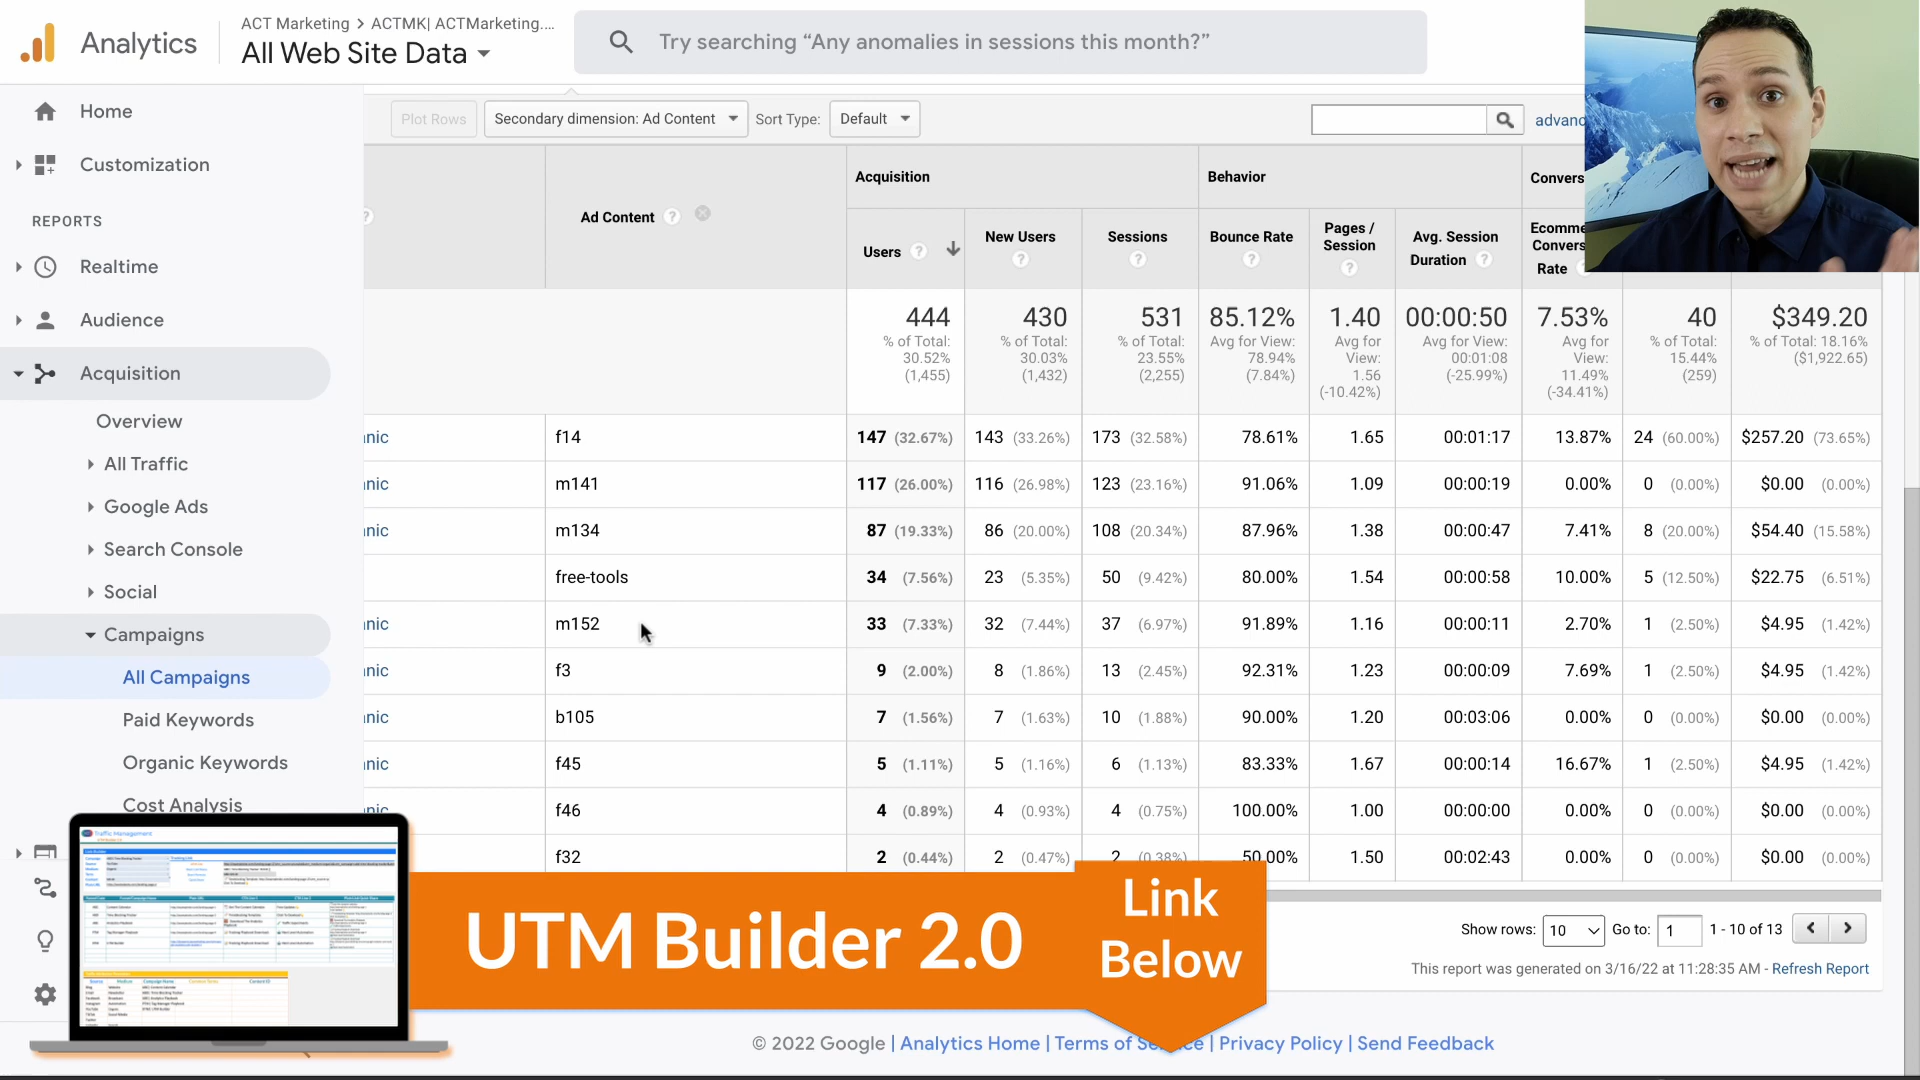 Analytics
ACT Marketing > ACTMK| ACTMarketing....
All Web Site Data
Try searching “Any anomalies in sessions this month?”
Home
Customization
REPORTS
Realtime
Audience
Acquisition
Overview
All Traffic
Google Ads
Search Console
Social
Campaigns
All Campaigns
Paid Keywords
Organic Keywords
Cost Analysis
Plot Rows
Secondary dimension: Ad Content
Sort Type:
Default
advanc
Ad Content
Acquisition
Behavior
Convers
Users
New Users
Sessions
Bounce Rate
Pages /
Session
Avg. Session
Duration
Ecomme
Convers
Rate
444
% of Total:
30.52%
(1,455)
430
% of Total:
30.03%
(1,432)
531
% of Total:
23.55%
(2,255)
85.12%
Avg for View:
78.94%
(7.84%)
1.40
Avg for
View:
1.56
(-10.42%)
00:00:50
Avg for View:
00:01:08
(-25.99%)
7.53%
Avg for
View:
11.49%
(-34.41%)
40
% of Total:
15.44%
(259)
$349.20
% of Total: 18.16%
($1,922.65)
nic f14 147 (32.67%) 143 (33.26%) 173 (32.58%) 78.61% 1.65 00:01:17 13.87% 24 (60.00%) $257.20 (73.65%)
nic m141 117 (26.00%) 116 (26.98%) 123 (23.16%) 91.06% 1.09 00:00:19 0.00% 0 (0.00%) $0.00 (0.00%)
nic m134 87 (19.33%) 86 (20.00%) 108 (20.34%) 87.96% 1.38 00:00:47 7.41% 8 (20.00%) $54.40 (15.58%)
free-tools 34 (7.56%) 23 (5.35%) 50 (9.42%) 80.00% 1.54 00:00:58 10.00% 5 (12.50%) $22.75 (6.51%)
nic m152 33 (7.33%) 32 (7.44%) 37 (6.97%) 91.89% 1.16 00:00:11 2.70% 1 (2.50%) $4.95 (1.42%)
nic f3 9 (2.00%) 8 (1.86%) 13 (2.45%) 92.31% 1.23 00:00:09 7.69% 1 (2.50%) $4.95 (1.42%)
nic b105 7 (1.56%) 7 (1.63%) 10 (1.88%) 90.00% 1.20 00:03:06 0.00% 0 (0.00%) $0.00 (0.00%)
nic f45 5 (1.11%) 5 (1.16%) 6 (1.13%) 83.33% 1.67 00:00:14 16.67% 1 (2.50%) $4.95 (1.42%)
nic f46 4 (0.89%) 4 (0.93%) 4 (0.75%) 100.00% 1.00 00:00:00 0.00% 0 (0.00%) $0.00 (0.00%)
f32 2 (0.44%) 2 (0.47%) 2 (0.38%) 50.00% 1.50 00:02:43 0.00% 0 (0.00%) $0.00 (0.00%)
Traffic Management
UTM Builder 2.0
Link
Below
Show rows: 10 Go to: 1 1 - 10 of 13
This report was generated on 3/16/22 at 11:28:35 AM - Refresh Report
© 2022 Google | Analytics Home | Terms of Service | Privacy Policy | Send Feedback